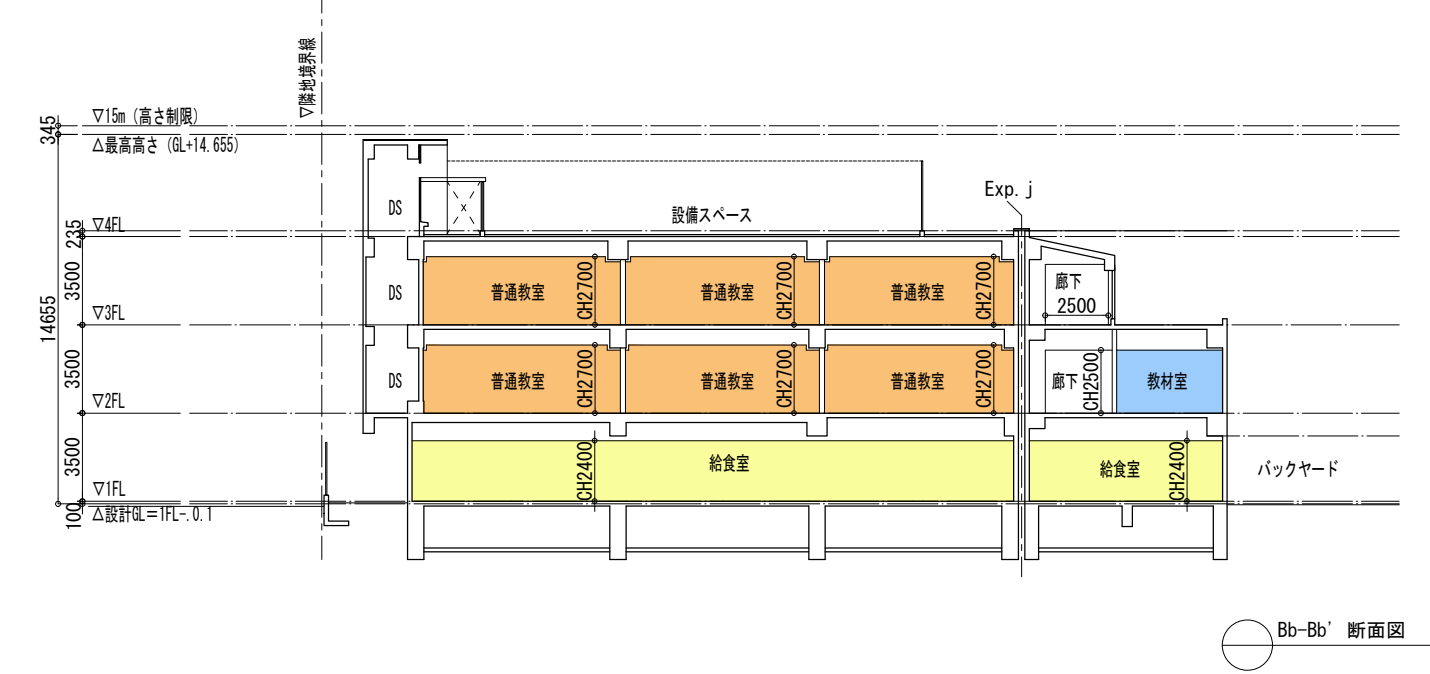 ▽隣地境界線
▽15m (高さ制限)
345
△最高高さ (GL+14.655)
Exp. j
DS
設備スペース
▽4FL
235
3500
14655
DS
普通教室
CH2700
普通教室
CH2700
普通教室
CH2700
廊下
2500
▽3FL
3500
DS
普通教室
CH2700
普通教室
CH2700
普通教室
CH2700
廊下
CH2500
教材室
▽2FL
3500
CH2400
給食室
給食室
CH2400
バックヤード
▽1FL
100
△設計GL=1FL-.0.1
Bb-Bb' 断面図